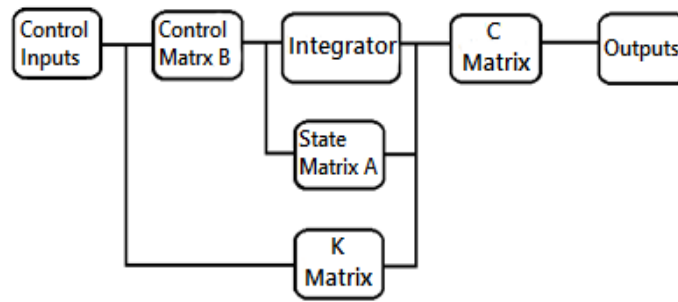 Control
Inputs
Control
Matrx B
Integrator
C
Matrix
Outputs
State
Matrix A
K
Matrix